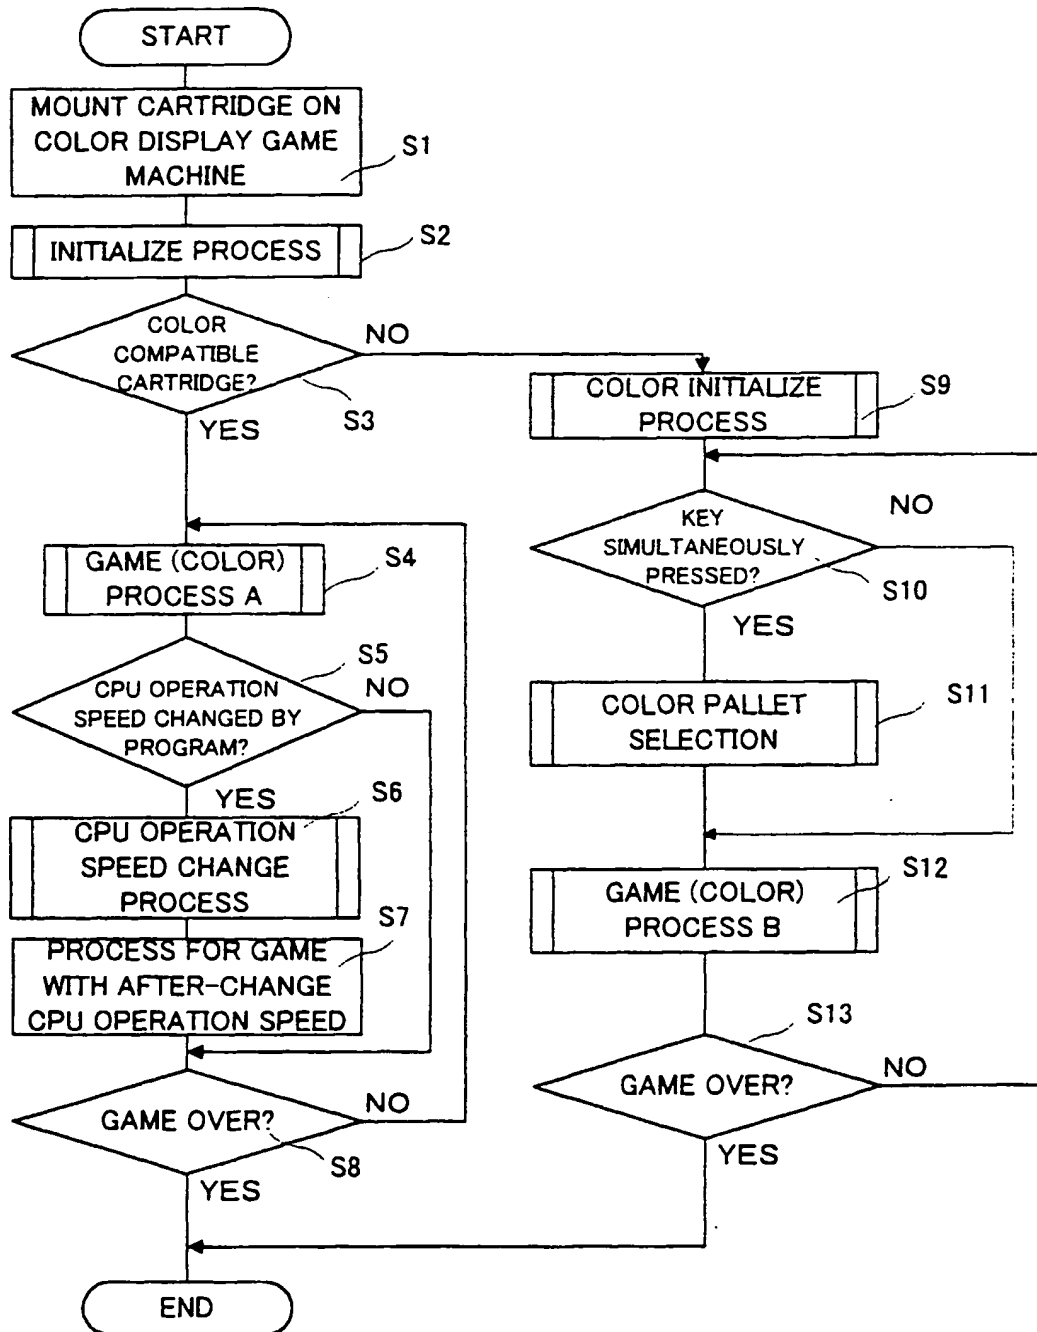 START
MOUNT CARTRIDGE ON
COLOR DISPLAY GAME
MACHINE
S1
INITIALIZE PROCESS
S2
COLOR
COMPATIBLE
CARTRIDGE?
S3
NO
YES
GAME (COLOR)
PROCESS A
S4
CPU OPERATION
SPEED CHANGED BY
PROGRAM?
S5
NO
YES
CPU OPERATION
SPEED CHANGE
PROCESS
S6
PROCESS FOR GAME
WITH AFTER-CHANGE
CPU OPERATION SPEED
S7
GAME OVER?
S8
NO
YES
COLOR INITIALIZE
PROCESS
S9
KEY
SIMULTANEOUSLY
PRESSED?
S10
NO
YES
COLOR PALLET
SELECTION
S11
GAME (COLOR)
PROCESS B
S12
GAME OVER?
S13
NO
YES
END